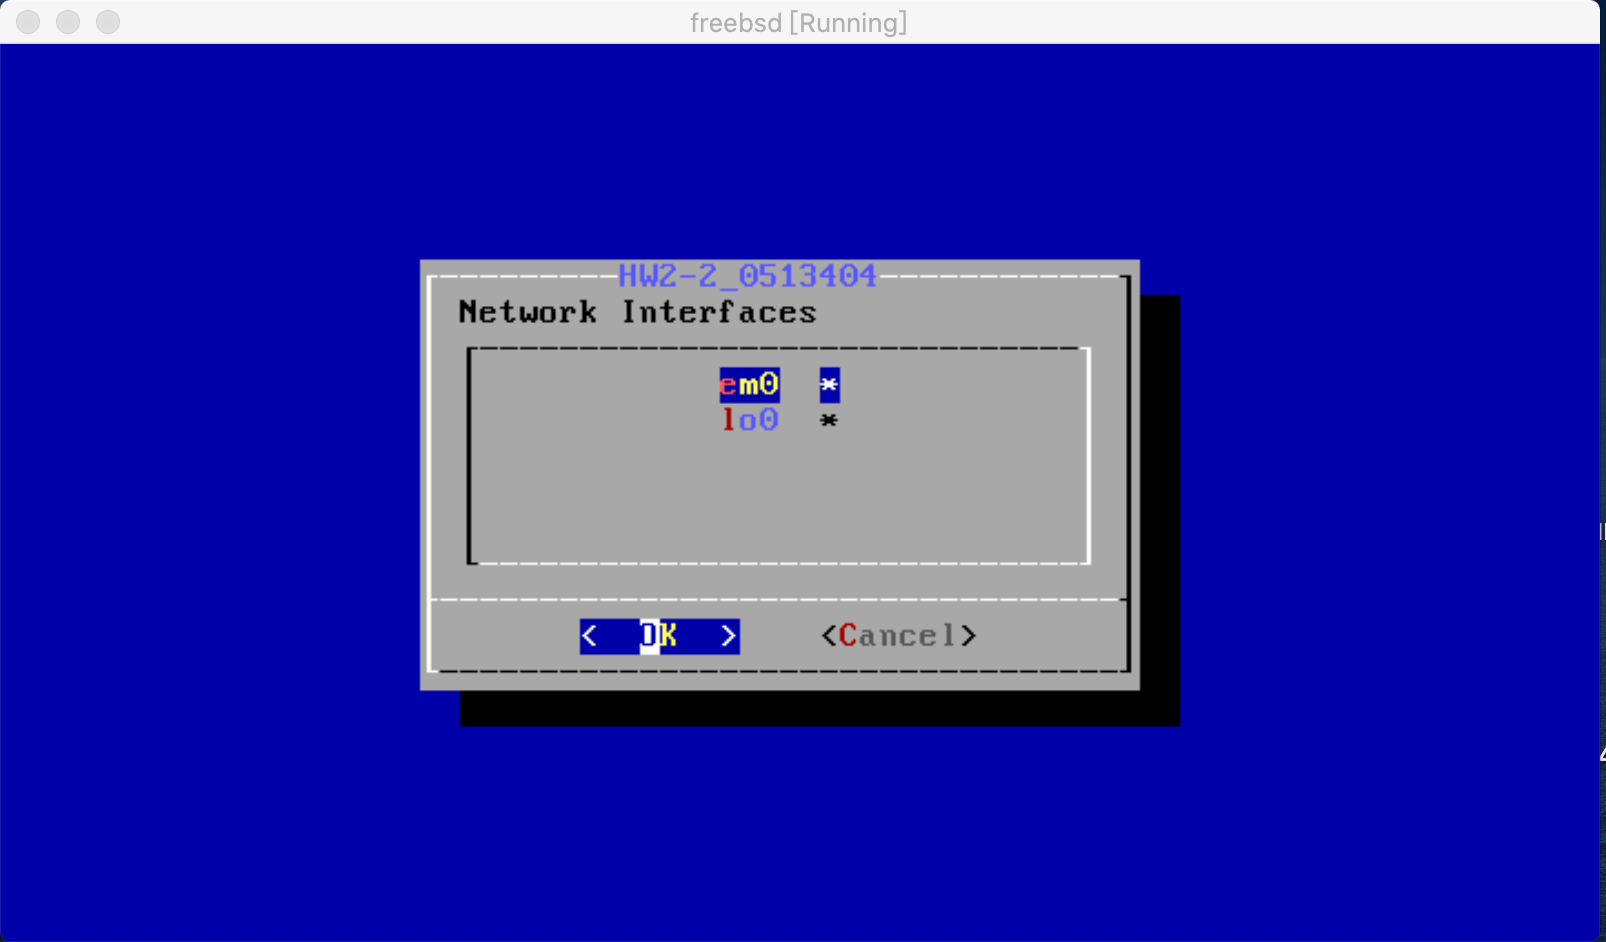 freebsd [Running]
HW2-2_0513404
Network Interfaces
em0 *
lo0 *
< OK > <Cancel>